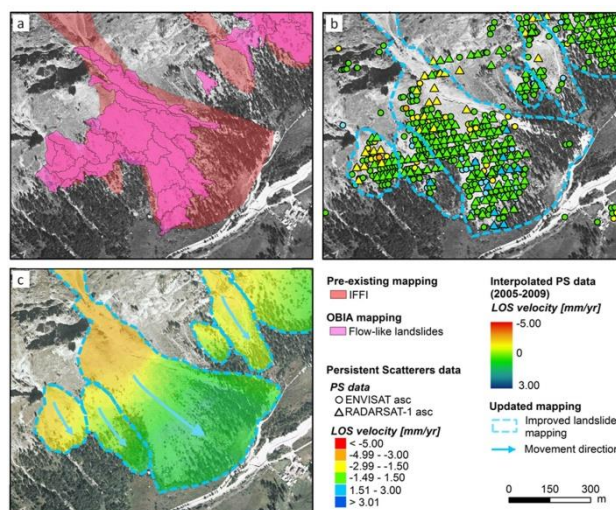 a
b
c
Pre-existing mapping
IFFI
OBIA mapping
Flow-like landslides
Persistent Scatterers data
PS data
ENVISAT asc
RADARSAT-1 asc
LOS velocity [mm/yr]
< -5.00
-4.99 - -3.00
-2.99 - -1.50
-1.49 - 1.50
1.51 - 3.00
> 3.01
Interpolated PS data
(2005-2009)
LOS velocity [mm/yr]
-5.00
0
3.00
Updated mapping
Improved landslide
mapping
Movement direction
0 150 300
m